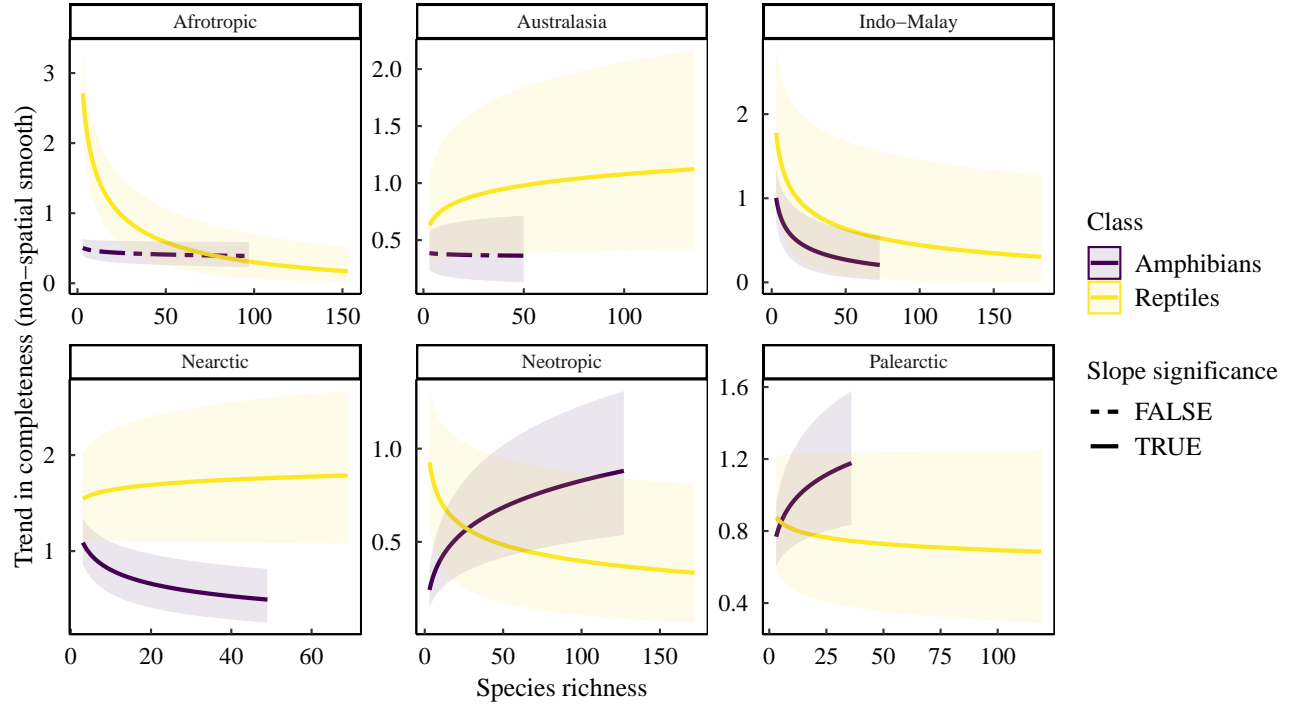 Afrotropic
Australasia
Indo−Malay
Trend in completeness (non−spatial smooth)
3
2
1
0
0 50 100 150
2.0
1.5
1.0
0.5
0 50 100
2
1
0
0 50 100 150
Class
Amphibians
Reptiles
Slope significance
FALSE
TRUE
Nearctic
Neotropic
Palearctic
2
1
0 20 40 60
1.0
0.5
0 50 100 150
1.6
1.2
0.8
0.4
0 25 50 75 100
Species richness